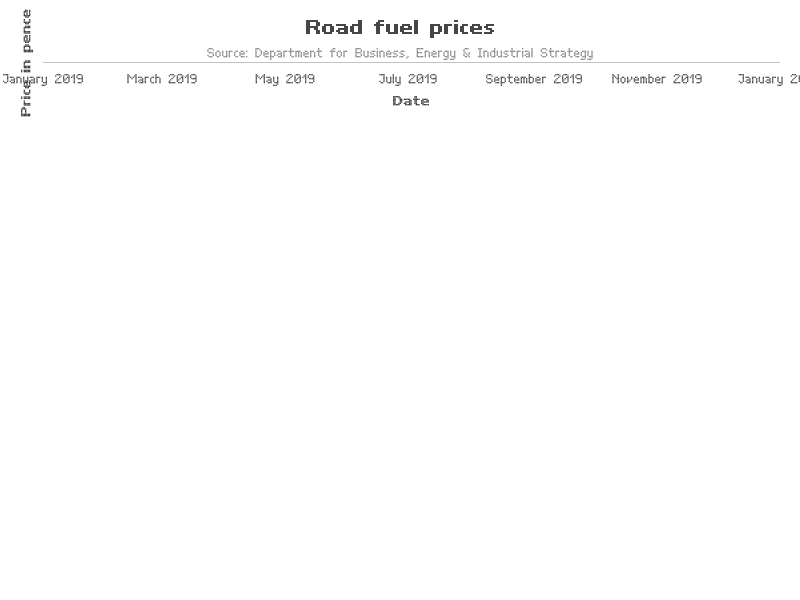 Road fuel prices
Source: Department for Business, Energy & Industrial Strategy
Price in pence
January 2019 March 2019 May 2019 July 2019 September 2019 November 2019 January 2
Date